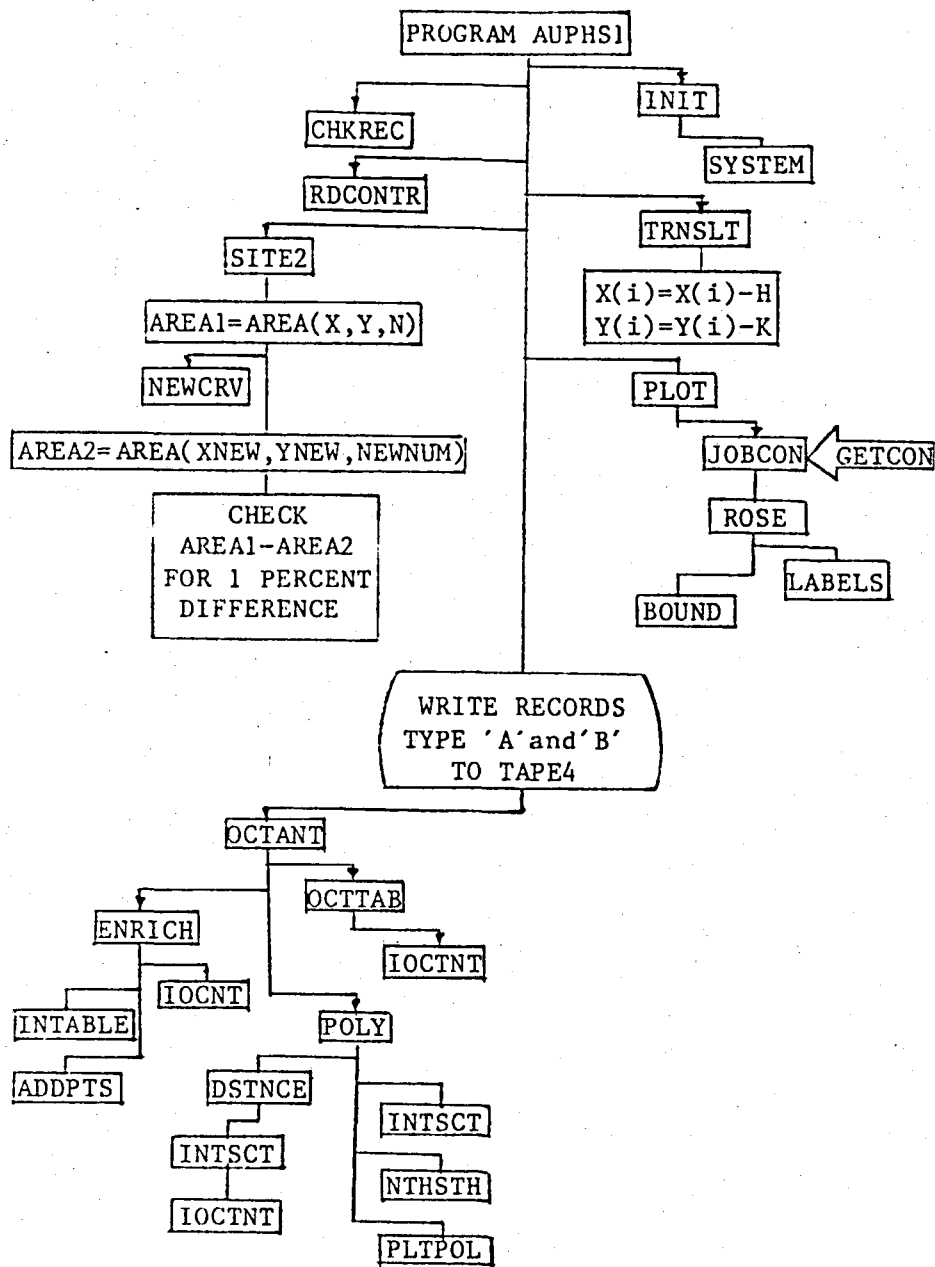 PROGRAM AUPHS1
INIT
CHKREC
SYSTEM
RDCONTR
TRNSLT
SITE2
X(i)=X(i)-H
Y(i)=Y(i)-K
AREA1=AREA(X,Y,N)
NEWCRV
PLOT
AREA2=AREA(XNEW,YNEW,NEWNUM)
JOBCON
GETCON
CHECK
AREA1-AREA2
FOR 1 PERCENT
DIFFERENCE
ROSE
LABELS
BOUND
WRITE RECORDS
TYPE 'A' and 'B'
TO TAPE4
OCTANT
OCTTAB
ENRICH
IOCTNT
IOCNT
INTABLE
POLY
ADDPTS
DSTNCE
INTSCT
INTSCT
NTHSTH
IOCTNT
PLTPOL